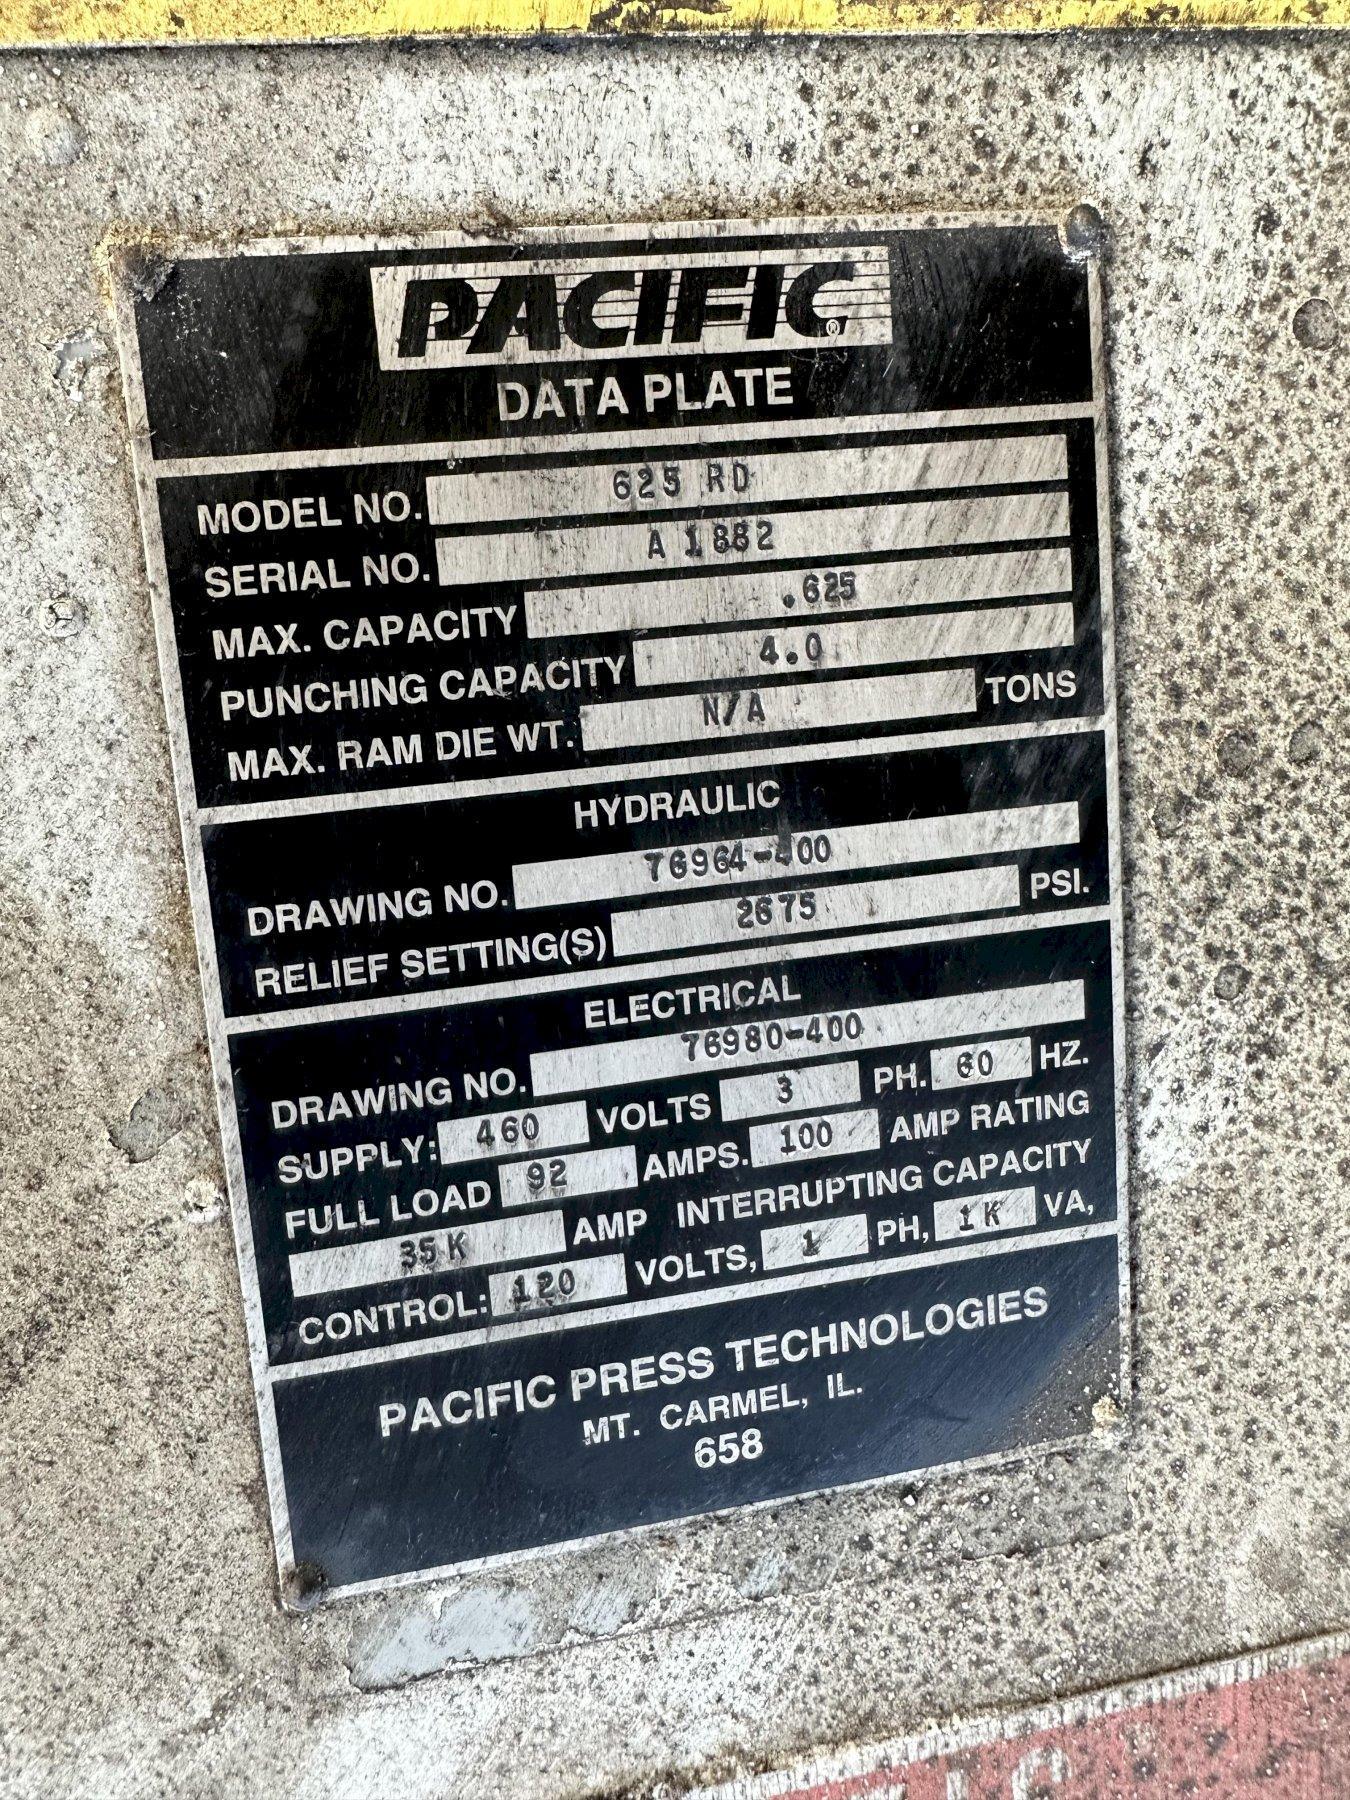 PACIFIC®
DATA PLATE
MODEL NO. 625 RD
SERIAL NO. A 1882
MAX. CAPACITY .625
PUNCHING CAPACITY 4.0
MAX. RAM DIE WT. N/A TONS
HYDRAULIC
DRAWING NO. 76964-400
RELIEF SETTING(S) 2675 PSI.
ELECTRICAL
DRAWING NO. 76980-400
SUPPLY: 460 VOLTS 3 PH. 60 HZ.
FULL LOAD 92 AMPS. 100 AMP RATING
35K AMP INTERRUPTING CAPACITY
CONTROL: 120 VOLTS, 1 PH, 1K VA,
PACIFIC PRESS TECHNOLOGIES
MT. CARMEL, IL.
658